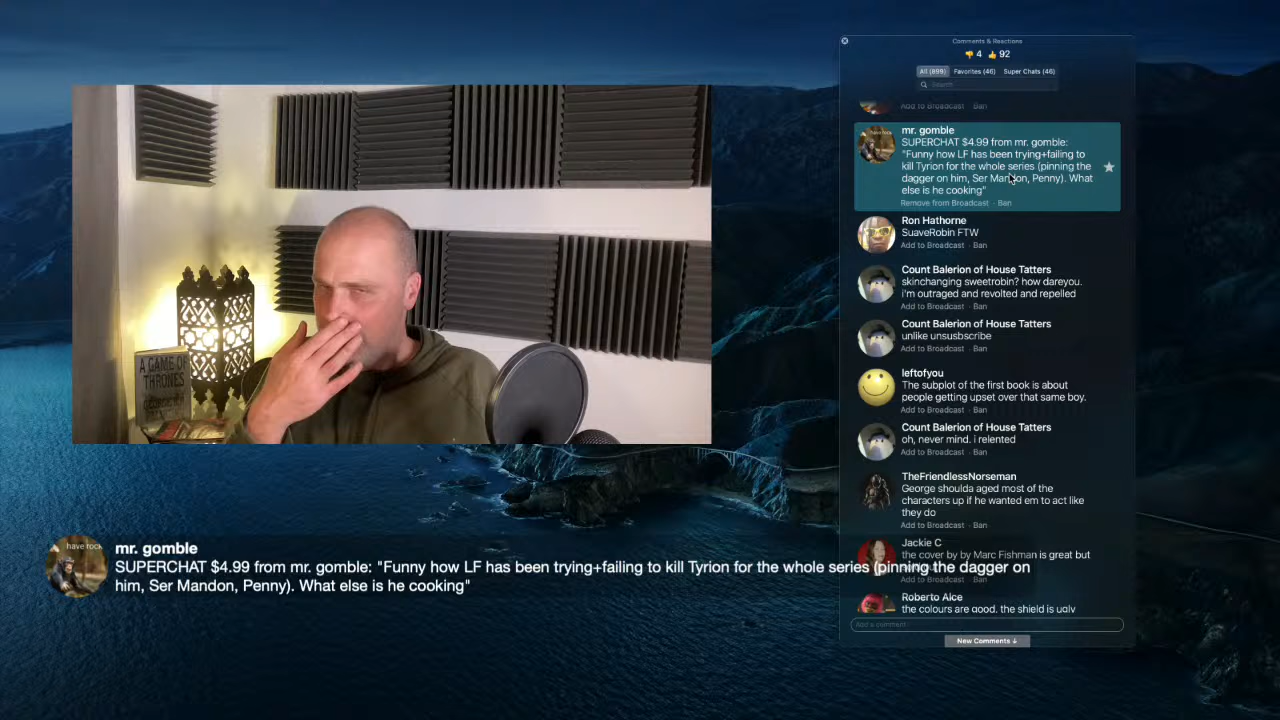 Comments & Reactions
👎 4 👍 92
All (899) Favorites (46) Super Chats (46)
Search
Add to Broadcast · Ban
mr. gomble
SUPERCHAT $4.99 from mr. gomble:
"Funny how LF has been trying+failing to
kill Tyrion for the whole series (pinning the
dagger on him, Ser Mandon, Penny). What
else is he cooking"
Remove from Broadcast · Ban
Ron Hathorne
SuaveRobin FTW
Add to Broadcast · Ban
Count Balerion of House Tatters
skinchanging sweetrobin? how dareyou.
i'm outraged and revolted and repelled
Add to Broadcast · Ban
Count Balerion of House Tatters
unlike unsusbscribe
Add to Broadcast · Ban
leftofyou
The subplot of the first book is about
people getting upset over that same boy.
Add to Broadcast · Ban
Count Balerion of House Tatters
oh, never mind. i relented
Add to Broadcast · Ban
TheFriendlessNorseman
George shoulda aged most of the
characters up if he wanted em to act like
they do
Add to Broadcast · Ban
Jackie C
the cover by by Marc Fishman is great but
Add to Broadcast · Ban
Roberto Alce
the colours are good. the shield is ugly
Add a comment
New Comments ↓
A GAME OF
THRONES
have rock
mr. gomble
SUPERCHAT $4.99 from mr. gomble: "Funny how LF has been trying+failing to kill Tyrion for the whole series (pinning the dagger on
him, Ser Mandon, Penny). What else is he cooking"